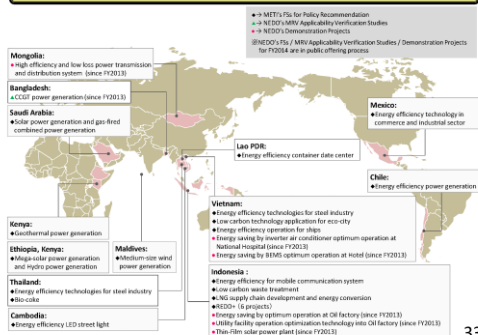 ◆→ METI's FSs for Policy Recommendation
▲→ NEDO's MRV Applicability Verification Studies
●→ NEDO's Demonstration Projects
※NEDO's FSs / MRV Applicability Verification Studies / Demonstration Projects
for FY2014 are in public offering process
Mongolia:
●High efficiency and low loss power transmission
and distribution system (since FY2013)
Bangladesh:
▲CCGT power generation (since FY2013)
Saudi Arabia:
◆Solar power generation and gas-fired
combined power generation
Mexico:
◆Energy efficiency technology in
commerce and industrial sector
Lao PDR:
◆Energy efficiency container date center
Chile:
◆Energy efficiency power generation
Kenya:
◆Geothermal power generation
Ethiopia, Kenya:
◆Mega-solar power generation
and Hydro power generation
Maldives:
◆Medium-size wind
power generation
Thailand:
◆Energy efficiency technologies for steel industry
◆Bio-coke
Cambodia:
◆Energy efficiency LED street light
Vietnam:
◆Energy efficiency technologies for steel industry
◆Low carbon technology application for eco-city
◆Energy efficiency operation for ships
●Energy saving by inverter air conditioner optimum operation at
National Hospital (since FY2013)
●Energy saving by BEMS optimum operation at Hotel (since FY2013)
Indonesia :
◆Energy efficiency for mobile communication system
◆Low carbon waste treatment
◆LNG supply chain development and energy conversion
◆REDD+ (6 projects)
●Energy saving by optimum operation at Oil factory (since FY2013)
●Utility facility operation optimization technology into Oil factory (since FY2013)
●Thin-Film solar power plant (since FY2013)
33